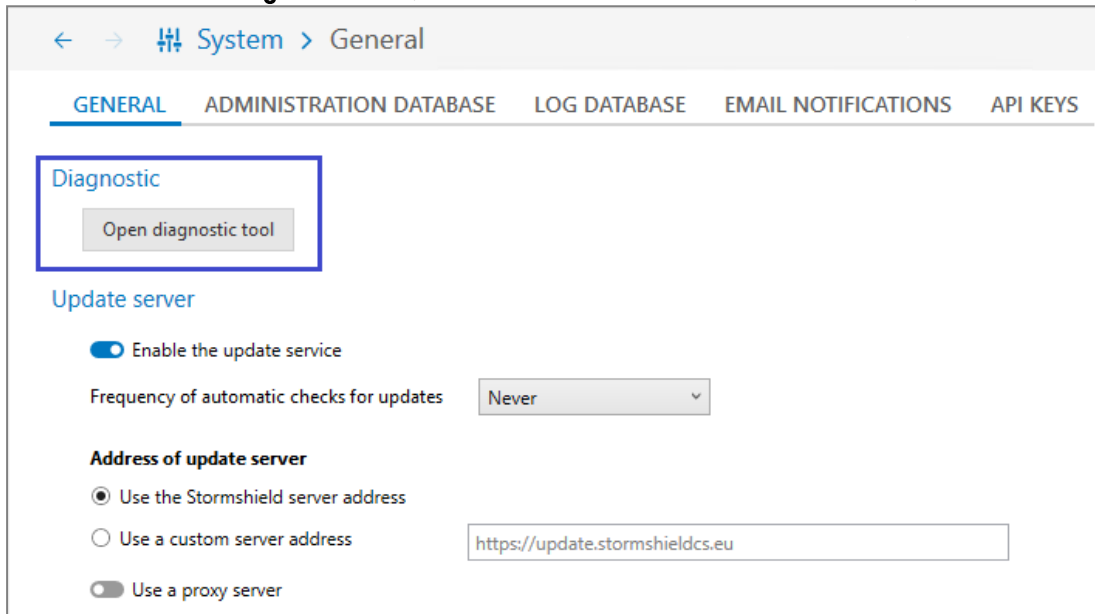 System > General
GENERAL ADMINISTRATION DATABASE LOG DATABASE EMAIL NOTIFICATIONS API KEYS
Diagnostic
Open diagnostic tool
Update server
Enable the update service
Frequency of automatic checks for updates Never
Address of update server
Use the Stormshield server address
Use a custom server address https://update.stormshieldcs.eu
Use a proxy server